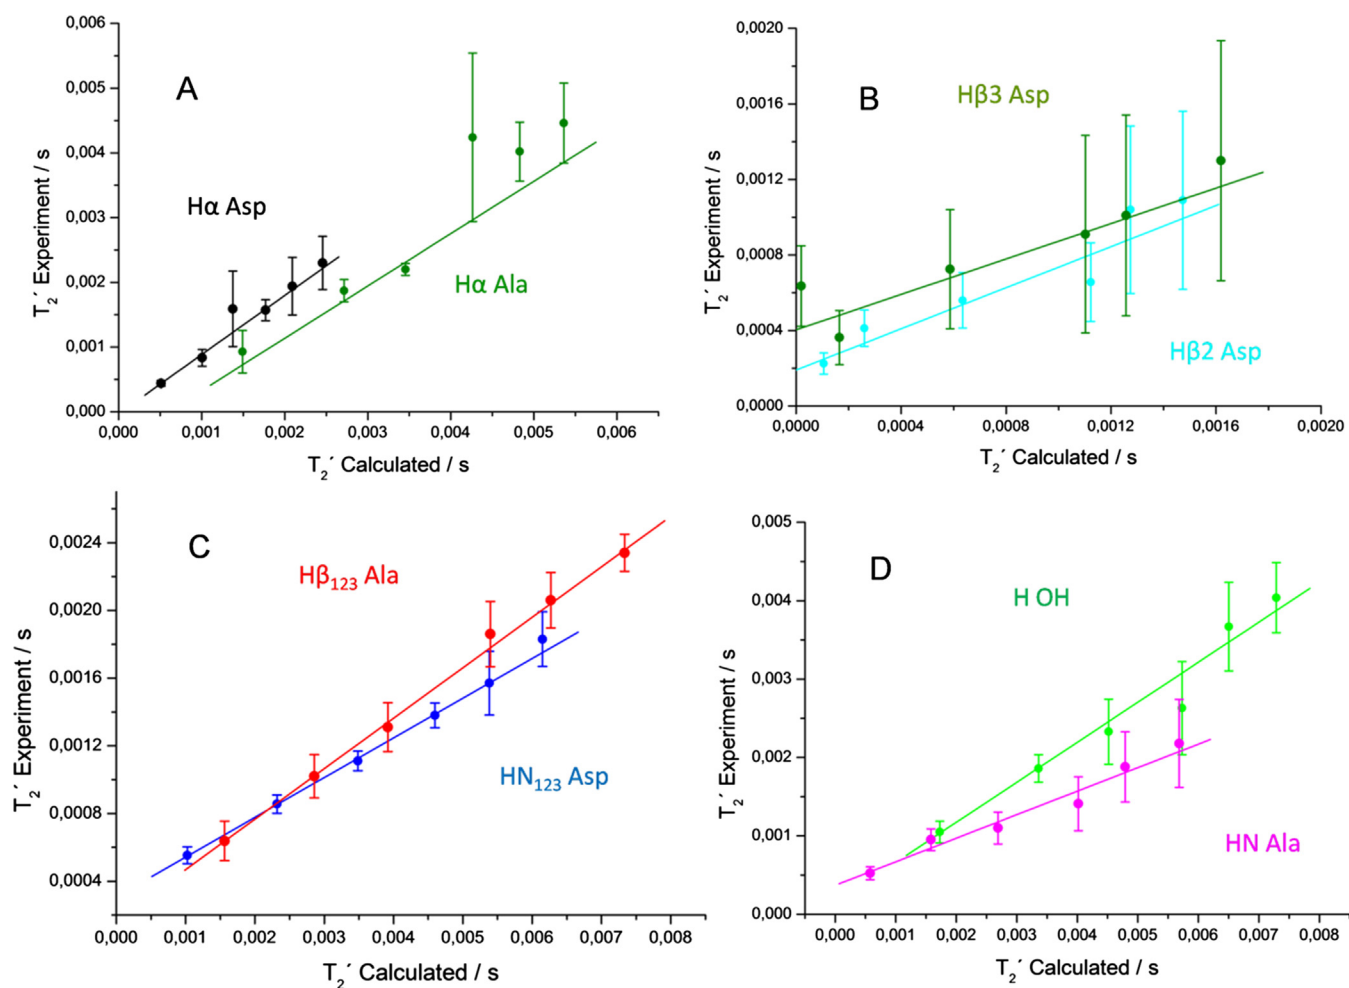 A
Hα Asp
Hα Ala
0,006
0,005
0,004
0,003
0,002
0,001
0,000
T2´ Experiment / s
0,000 0,001 0,002 0,003 0,004 0,005 0,006
T2´ Calculated / s
B
Hβ3 Asp
Hβ2 Asp
0,0020
0,0016
0,0012
0,0008
0,0004
0,0000
T2´ Experiment / s
0,0000 0,0004 0,0008 0,0012 0,0016 0,0020
T2´ Calculated / s
C
Hβ123 Ala
HN123 Asp
0,0024
0,0020
0,0016
0,0012
0,0008
0,0004
T2´ Experiment / s
0,000 0,001 0,002 0,003 0,004 0,005 0,006 0,007 0,008
T2´ Calculated / s
D
H OH
HN Ala
0,005
0,004
0,003
0,002
0,001
0,000
T2´ Experiment / s
0,000 0,001 0,002 0,003 0,004 0,005 0,006 0,007 0,008
T2´ Calculated / s